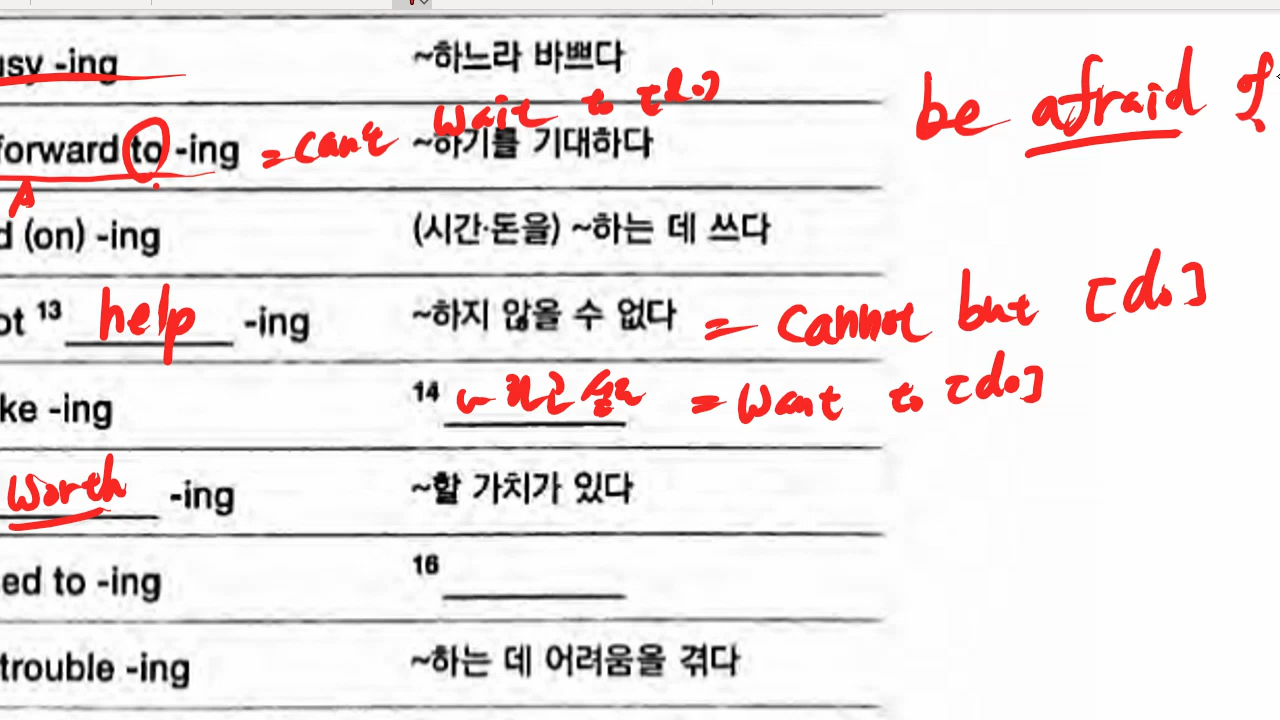 usy -ing ~하느라 바쁘다
be afraid of
forward to -ing = can't wait to [do] ~하기를 기대하다
d (on) -ing (시간·돈을) ~하는 데 쓰다
ot 13 help -ing ~하지 않을 수 없다 = cannot but [do]
ke -ing 14 ~하고 싶다 = want to [do]
worth -ing ~할 가치가 있다
ed to -ing 16
trouble -ing ~하는 데 어려움을 겪다